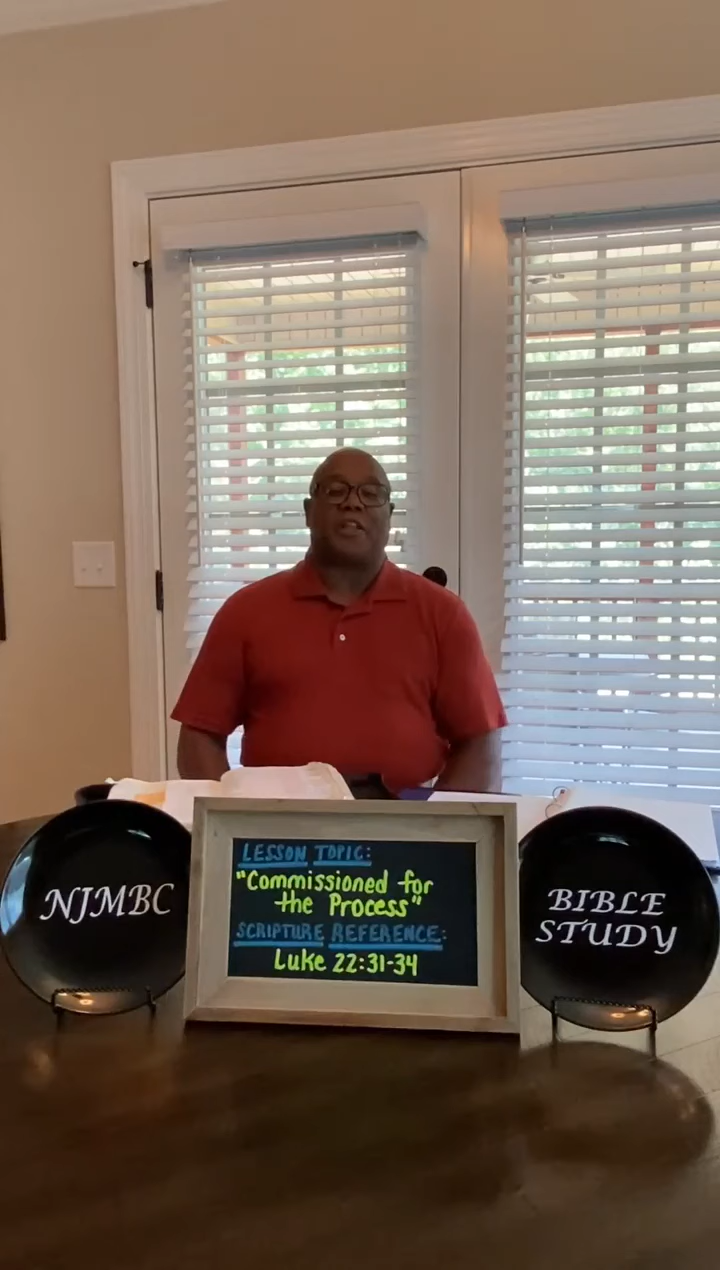 NJMBC
LESSON TOPIC:
"Commissioned for
the Process"
SCRIPTURE REFERENCE:
Luke 22:31-34
BIBLE
STUDY